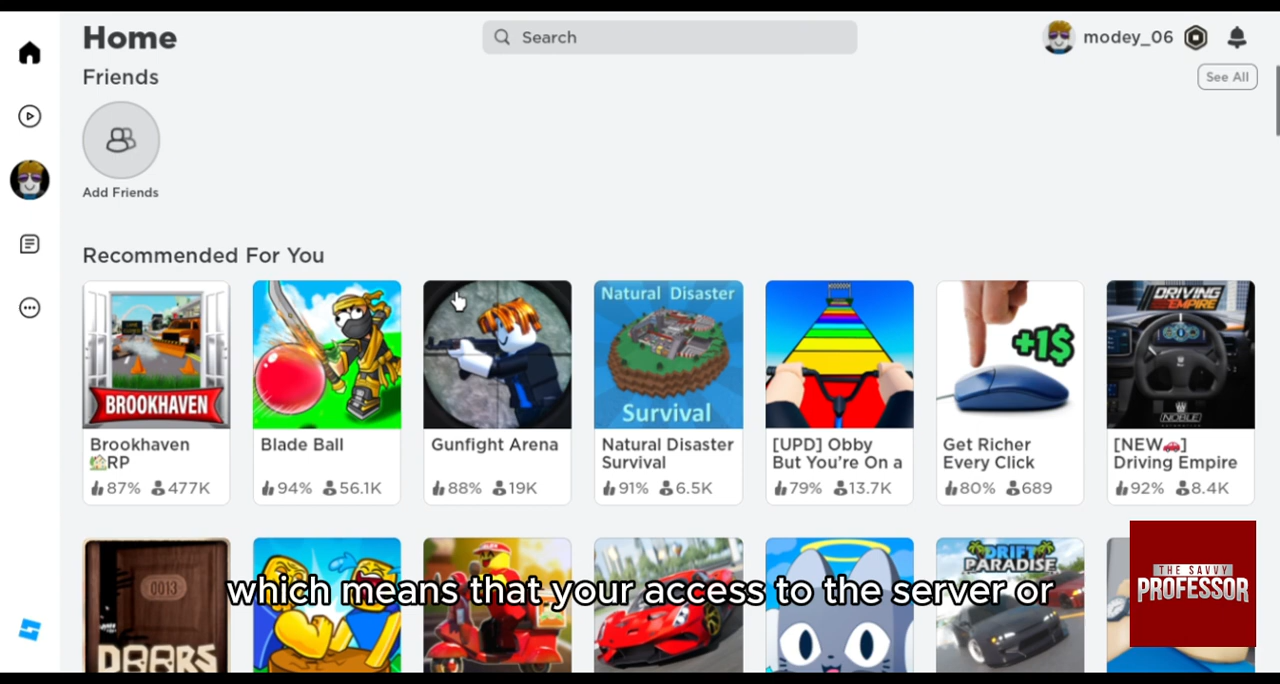 Home
Search
modey_06
Friends
See All
Add Friends
Recommended For You
BROOKHAVEN
Natural Disaster
Survival
+1$
DRIVING
EMPIRE
NOBLE
Brookhaven
RP
87% 477K
Blade Ball
94% 56.1K
Gunfight Arena
88% 19K
Natural Disaster
Survival
91% 6.5K
[UPD] Obby
But You're On a
79% 13.7K
Get Richer
Every Click
80% 689
[NEW🚗]
Driving Empire
92% 8.4K
0013
DOORS
DRIFT
PARADISE
which means that your access to the server or
THE SAVVY
PROFESSOR